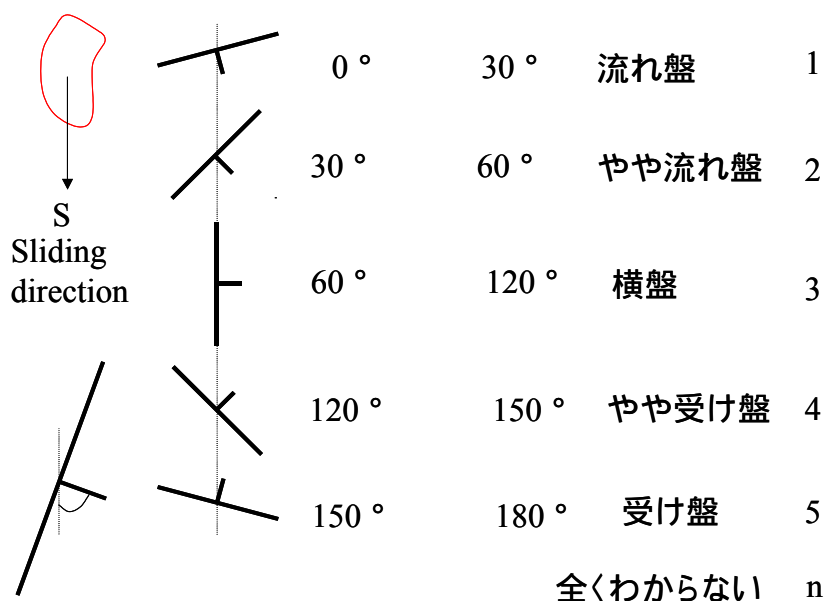 0° 30° 流れ盤 1
30° 60° やや流れ盤 2
S
Sliding
direction
60° 120° 横盤 3
120° 150° やや受け盤 4
150° 180° 受け盤 5
全くわからない n